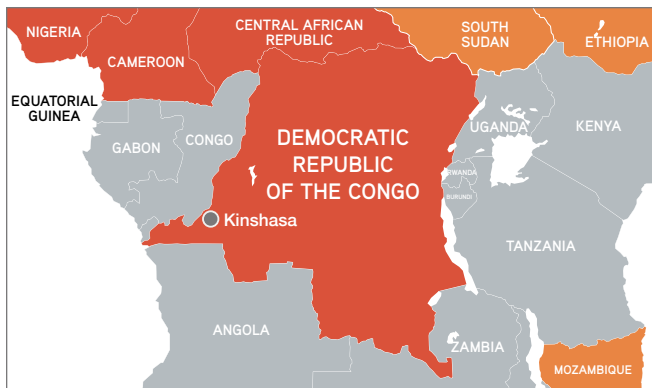 NIGERIA
CENTRAL AFRICAN
REPUBLIC
SOUTH
SUDAN
ETHIOPIA
CAMEROON
EQUATORIAL
GUINEA
GABON
CONGO
DEMOCRATIC
REPUBLIC
OF THE CONGO
UGANDA
KENYA
RWANDA
BURUNDI
Kinshasa
TANZANIA
ANGOLA
ZAMBIA
MOZAMBIQUE